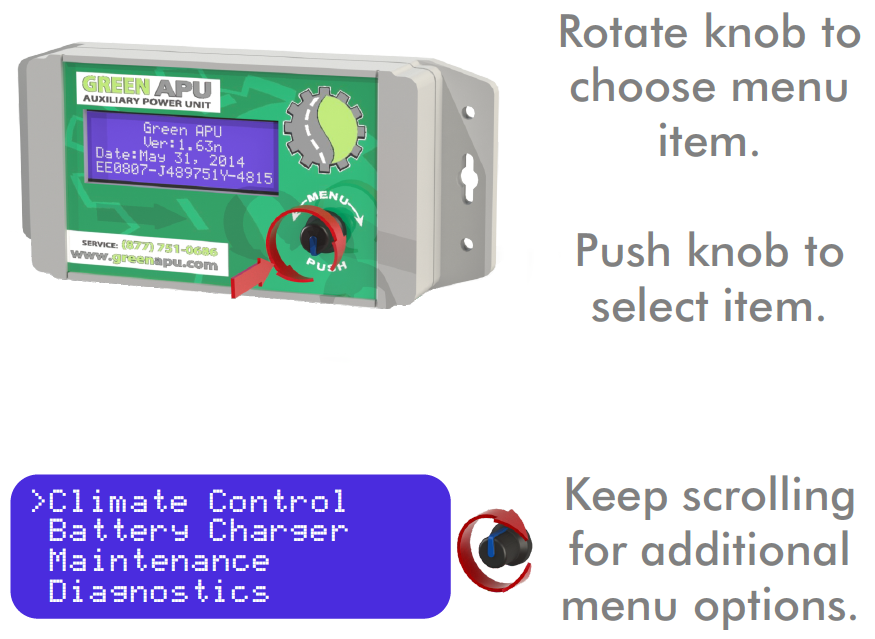 GREEN APU
AUXILIARY POWER UNIT
Green APU
Ver:1.63n
Date:May 31, 2014
EE0807-J489751Y-4815
MENU
PUSH
SERVICE: (877) 751-0686
www.greenapu.com
Rotate knob to
choose menu
item.
Push knob to
select item.
>Climate Control
Battery Charger
Maintenance
Diagnostics
Keep scrolling
for additional
menu options.